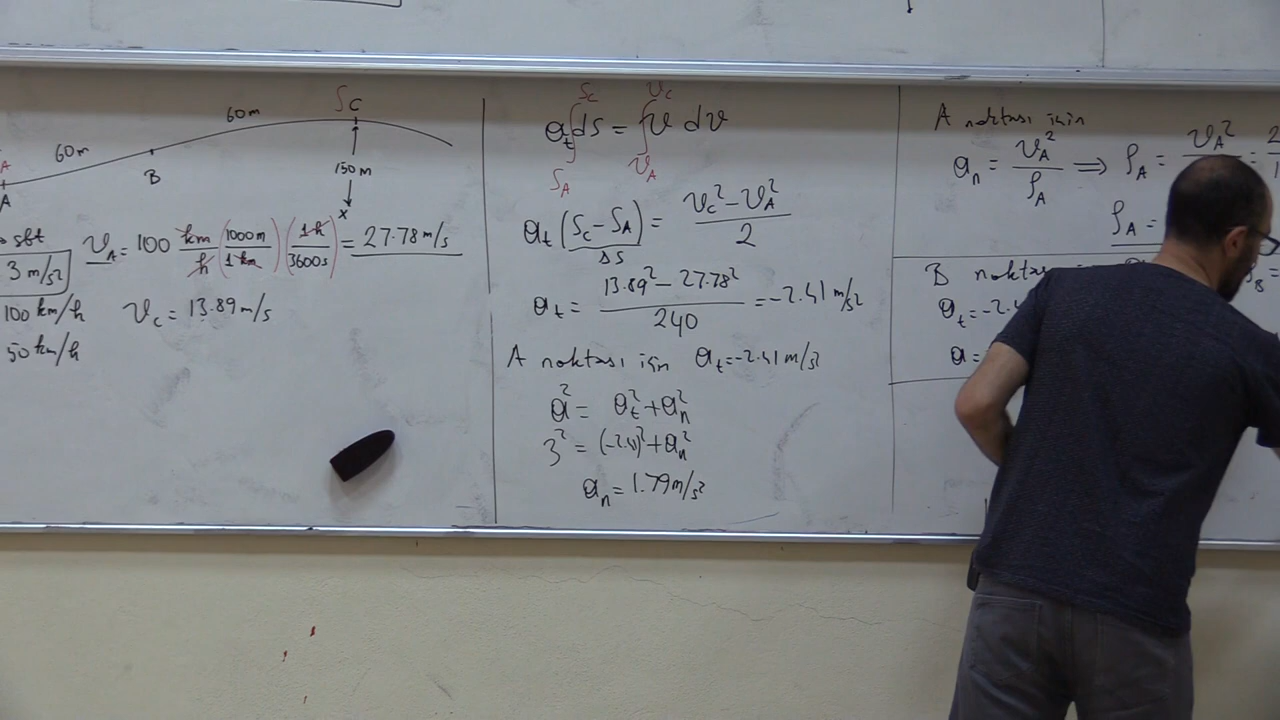 60m
S C
60m
150 m
B
A
A
x
sbt
3 m/s²
V_A = 100 km/h (1000m/1km) (1h/3600s) = 27.78 m/s
100 km/h
V_C = 13.89 m/s
50 km/h
a_t ∫_{S_A}^{S_C} ds = ∫_{V_A}^{V_C} V dV
a_t (S_C - S_A) = (V_C² - V_A²)/2
Δs
a_t = (13.89² - 27.78²)/240 = -2.41 m/s²
A noktası için a_t = -2.41 m/s²
a² = a_t² + a_n²
3² = (-2.41)² + a_n²
a_n = 1.79 m/s²
A noktası için
a_n = V_A²/ρ_A ⇒ ρ_A = V_A² =
ρ_A =
B
a_t = -2.4
a =